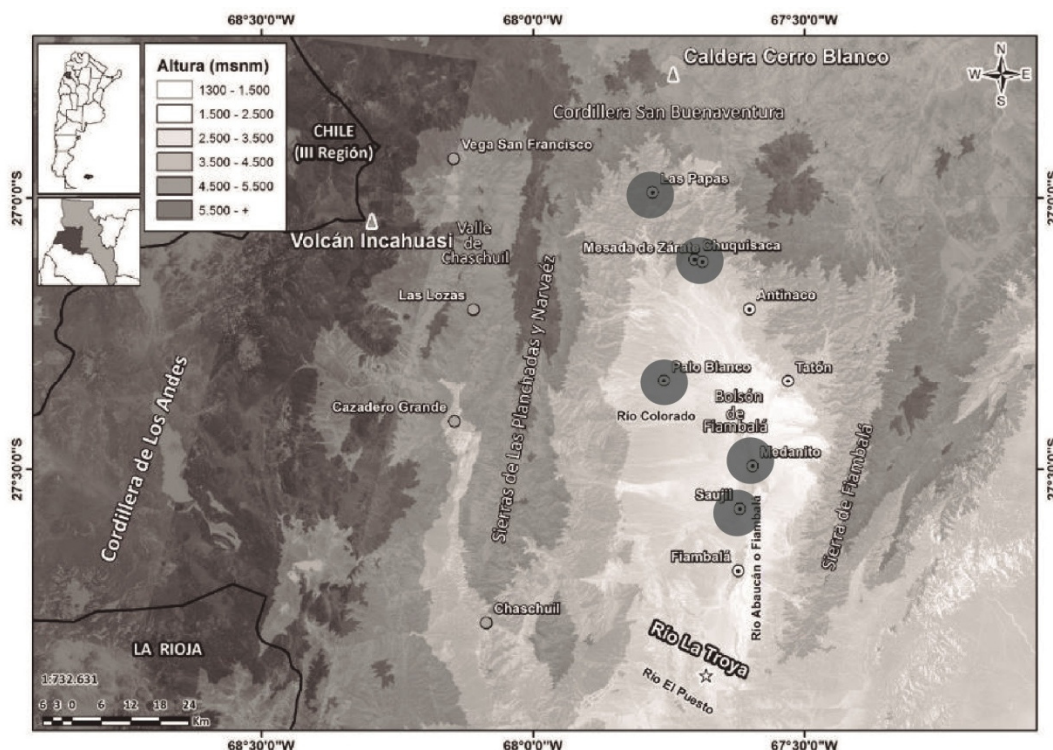 68°30'0"W
68°0'0"W
67°30'0"W
Altura (msnm)
1300 - 1.500
1.500 - 2.500
2.500 - 3.500
3.500 - 4.500
4.500 - 5.500
5.500 - +
CHILE
(III Región)
Caldera Cerro Blanco
N
W E
S
Cordillera San Buenaventura
Vega San Francisco
27°0'0"S
Las Papas
27°0'0"S
Volcán Incahuasi
Valle
de
Chaschuil
Mesada de Zárate
Chuquisaca
Las Lozas
Antinaco
Sierras de Las Planchadas y Narvaéz
Cordillera de Los Andes
Palo Blanco
Tatón
Cazadero Grande
Río Colorado
Bolsón
de
Fiambalá
Sierra de Fiambalá
27°30'0"S
Medanito
27°30'0"S
Saujil
Río Abaucán o Fiambalá
Fiambalá
Chaschuil
LA RIOJA
Río La Troya
Río El Puesto
1:732.631
6 3 0 6 12 18 24
Km
68°30'0"W
68°0'0"W
67°30'0"W